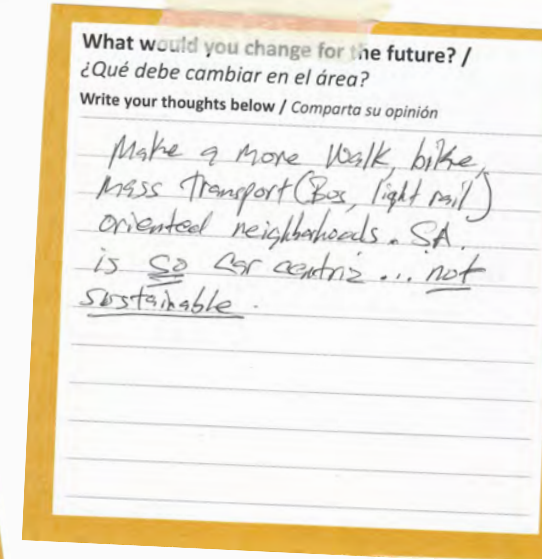 What would you change for the future? /
¿Qué debe cambiar en el área?
Write your thoughts below / Comparta su opinión
Make a more walk, bike,
mass transport (Bus, light rail)
oriented neighborhoods. SA.
is so car centric ... not
sustainable.